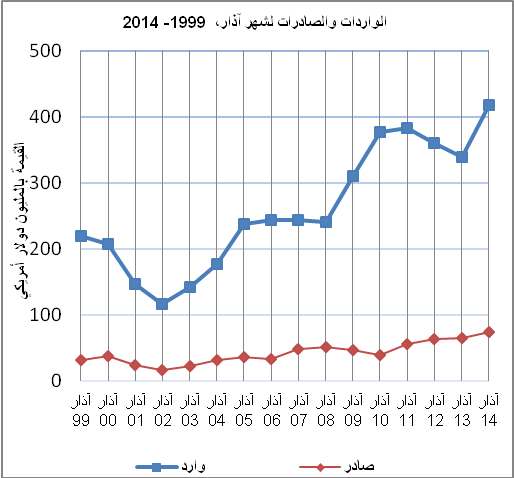 الواردات والصادرات لشهر آذار، 1999- 2014
القيمة بالمليون دولار أمريكي
500
400
300
200
100
0
آذار 99
آذار 00
آذار 01
آذار 02
آذار 03
آذار 04
آذار 05
آذار 06
آذار 07
آذار 08
آذار 09
آذار 10
آذار 11
آذار 12
آذار 13
آذار 14
وارد
صادر